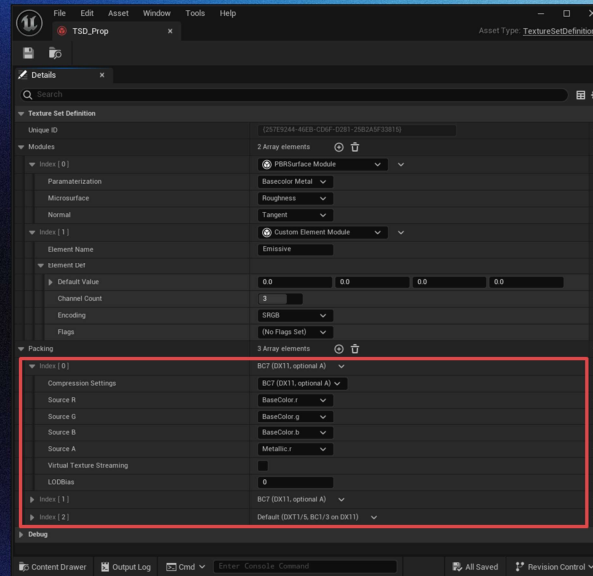 File Edit Asset Window Tools Help
TSD_Prop
Asset Type: TextureSetDefinition
Details
Search
Texture Set Definition
Unique ID {257E9244-46EB-CD6F-D281-25B2A5F33815}
Modules 2 Array elements
Index [ 0 ] PBRSurface Module
Paramaterization Basecolor Metal
Microsurface Roughness
Normal Tangent
Index [ 1 ] Custom Element Module
Element Name Emissive
Element Def
Default Value 0.0 0.0 0.0 0.0
Channel Count 3
Encoding SRGB
Flags (No Flags Set)
Packing 3 Array elements
Index [ 0 ] BC7 (DX11, optional A)
Compression Settings BC7 (DX11, optional A)
Source R BaseColor.r
Source G BaseColor.g
Source B BaseColor.b
Source A Metallic.r
Virtual Texture Streaming
LODBias 0
Index [ 1 ] BC7 (DX11, optional A)
Index [ 2 ] Default (DXT1/5, BC1/3 on DX11)
Debug
Content Drawer Output Log Cmd Enter Console Command All Saved Revision Control